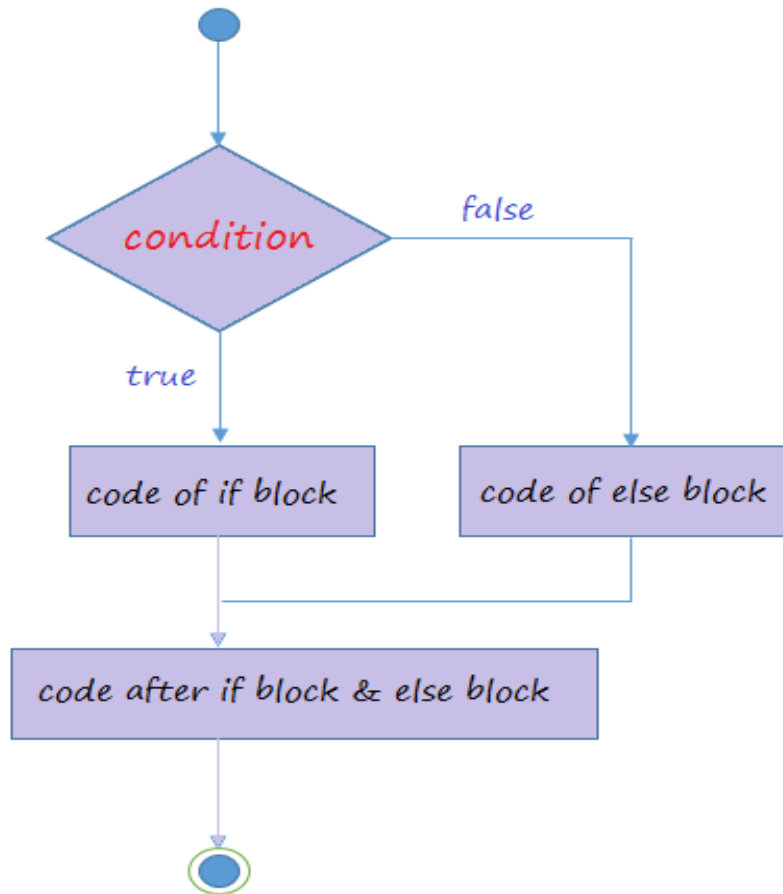 condition
false
true
code of if block
code of else block
code after if block & else block